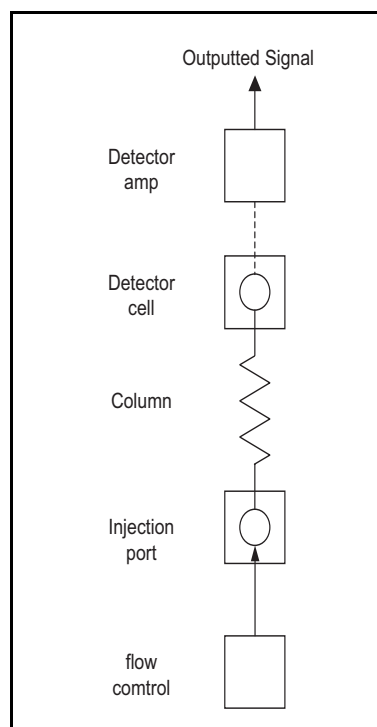 Outputted Signal
Detector
amp
Detector
cell
Column
Injection
port
flow
comtrol